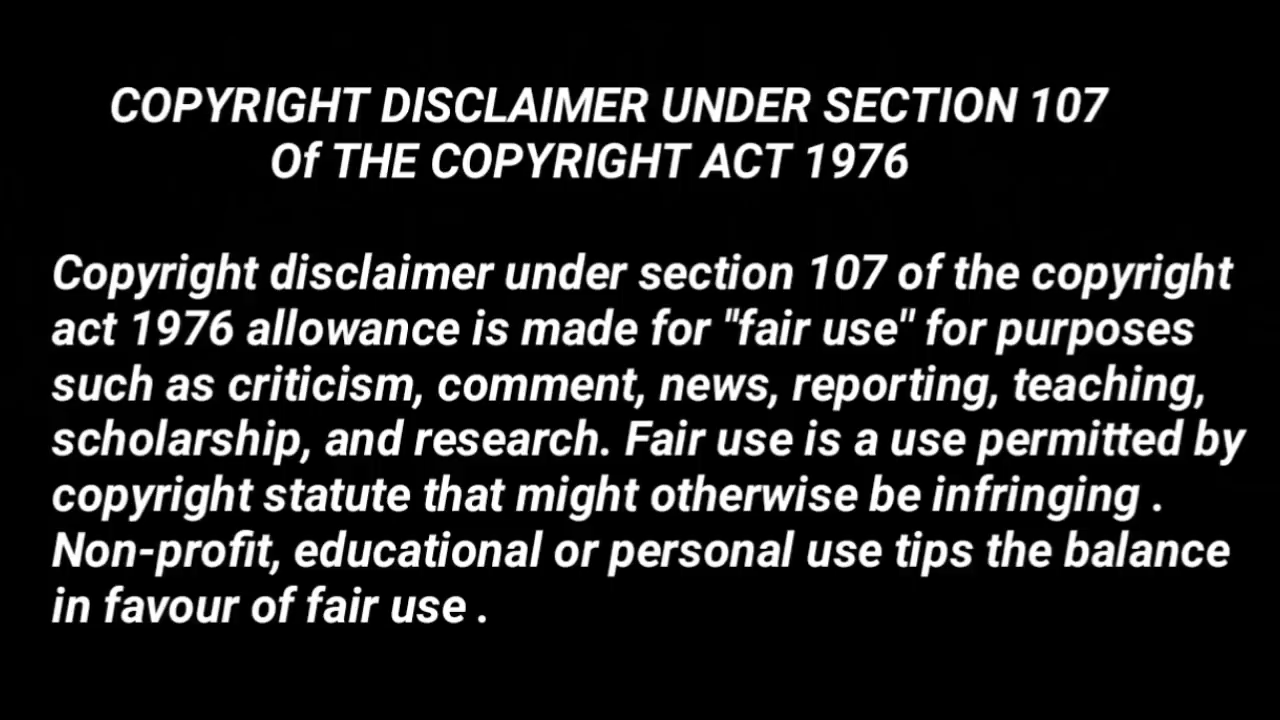 COPYRIGHT DISCLAIMER UNDER SECTION 107
Of THE COPYRIGHT ACT 1976
Copyright disclaimer under section 107 of the copyright
act 1976 allowance is made for "fair use" for purposes
such as criticism, comment, news, reporting, teaching,
scholarship, and research. Fair use is a use permitted by
copyright statute that might otherwise be infringing .
Non-profit, educational or personal use tips the balance
in favour of fair use .